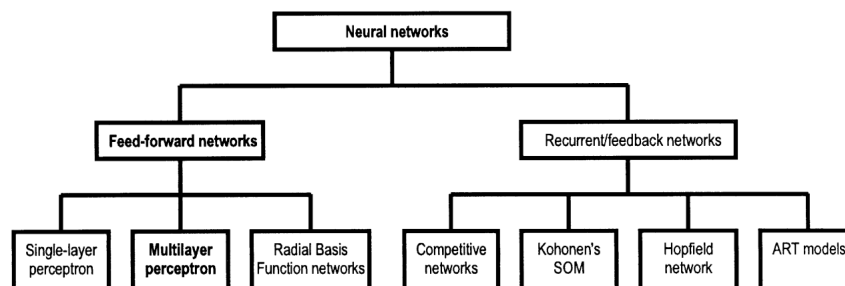 Neural networks
Feed-forward networks
Recurrent/feedback networks
Single-layer
perceptron
Multilayer
perceptron
Radial Basis
Function networks
Competitive
networks
Kohonen's
SOM
Hopfield
network
ART models